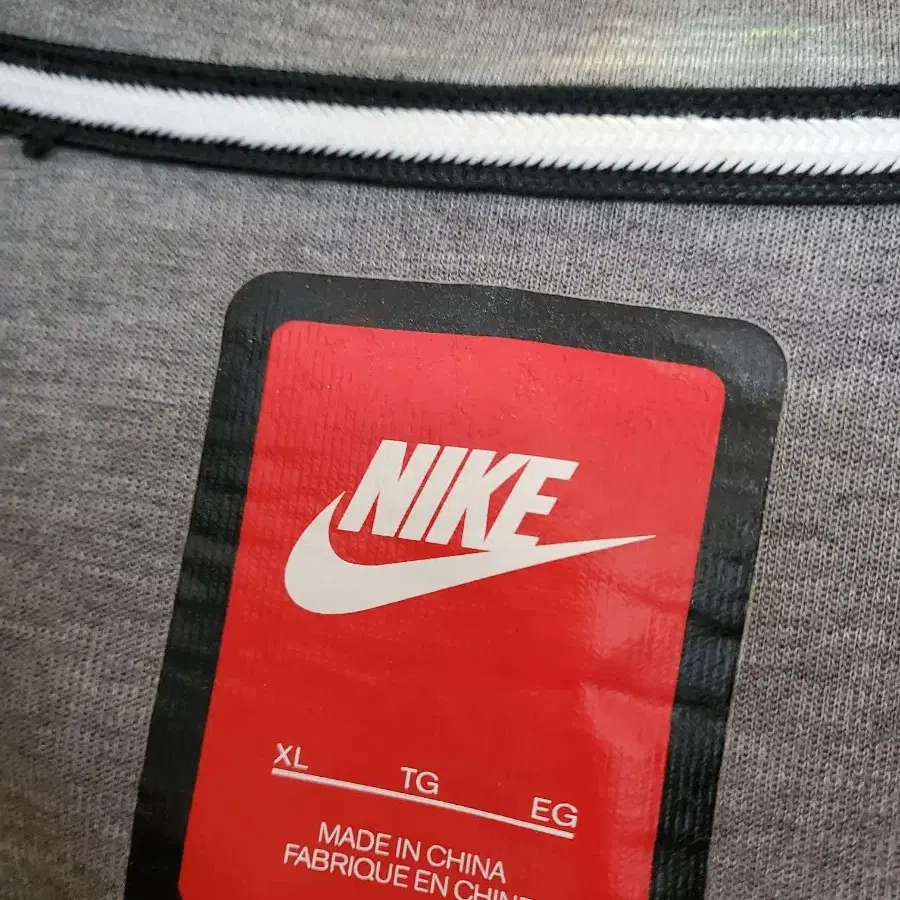 NIKE
XL TG EG
MADE IN CHINA
FABRIQUE EN CHINE